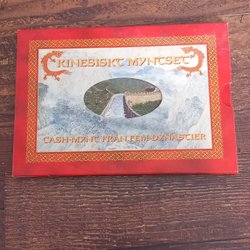 KINESISKT MYNTSET
CASH-MYNT FRÅN FEM DYNASTIER